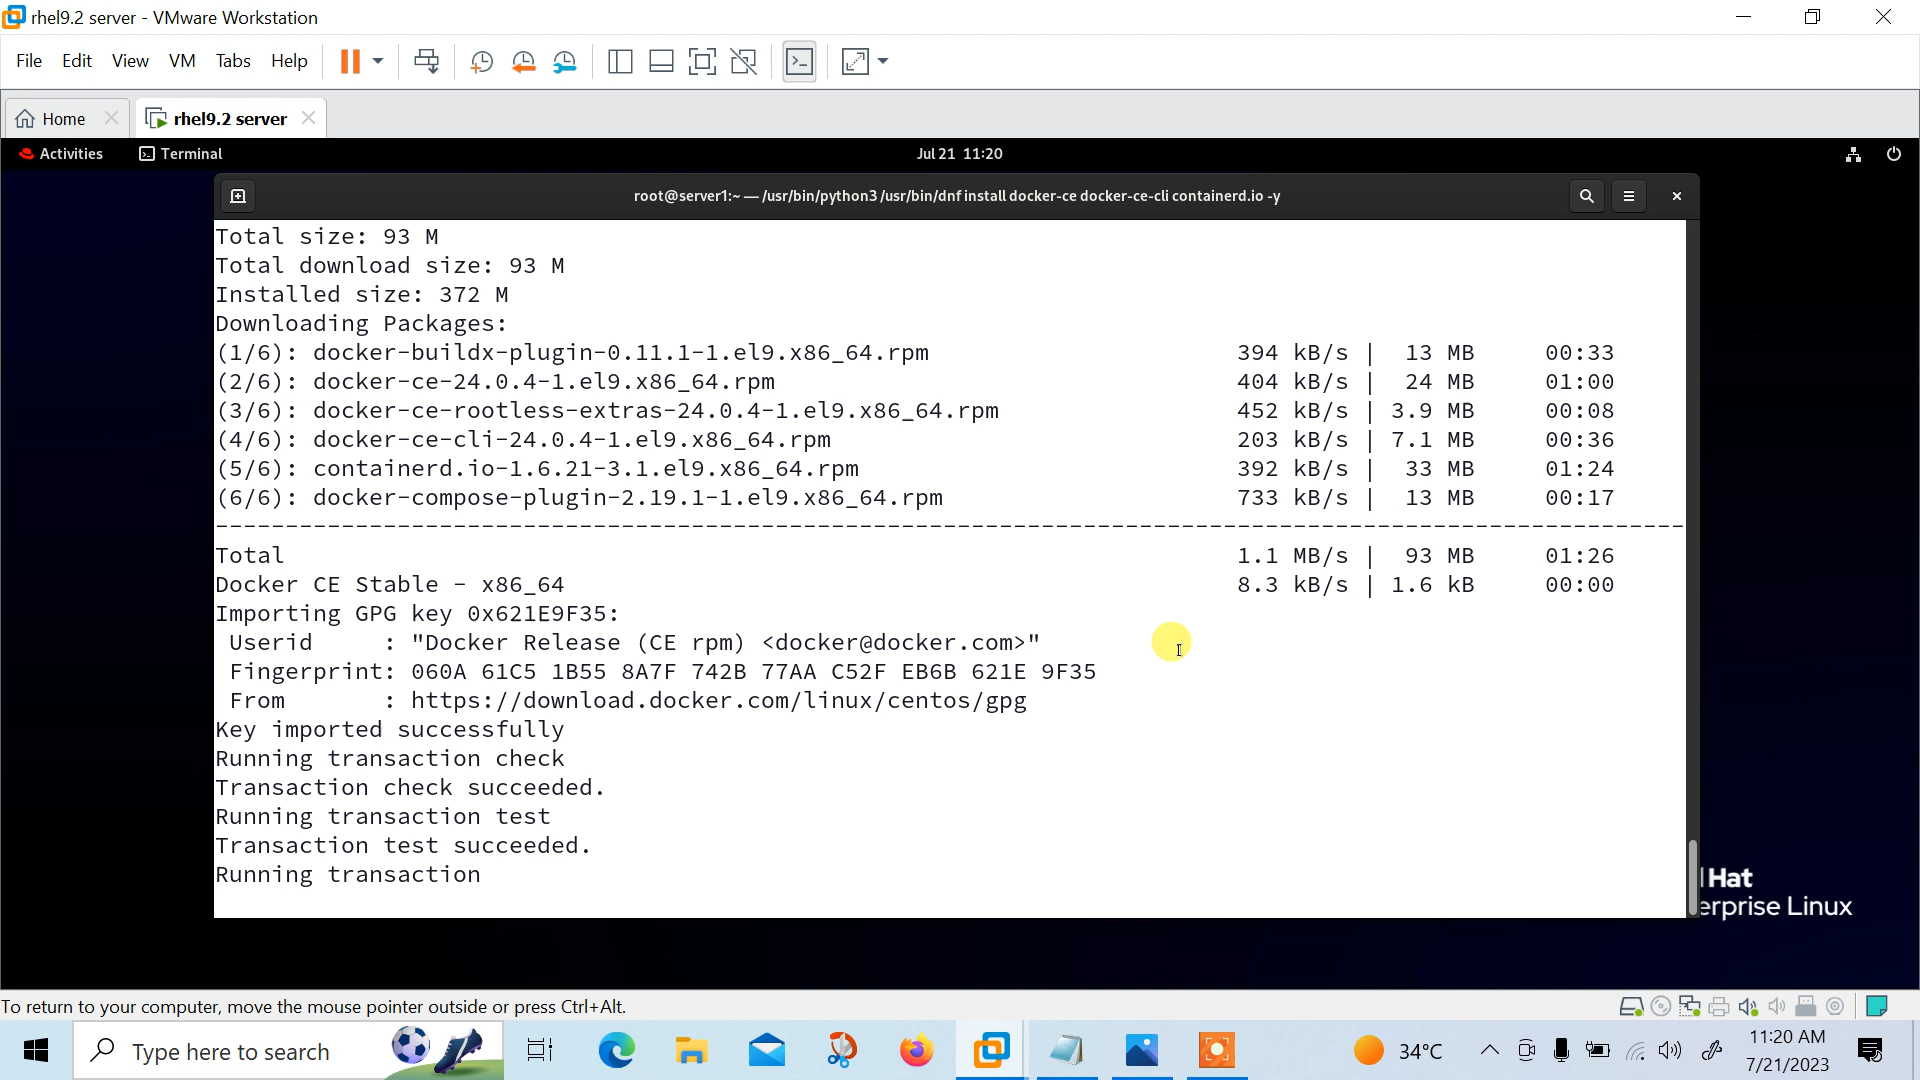 rhel9.2 server - VMware Workstation
File Edit View VM Tabs Help
Home
rhel9.2 server
Activities Terminal Jul 21 11:20
root@server1:~ — /usr/bin/python3 /usr/bin/dnf install docker-ce docker-ce-cli containerd.io -y
Total size: 93 M
Total download size: 93 M
Installed size: 372 M
Downloading Packages:
(1/6): docker-buildx-plugin-0.11.1-1.el9.x86_64.rpm 394 kB/s | 13 MB 00:33
(2/6): docker-ce-24.0.4-1.el9.x86_64.rpm 404 kB/s | 24 MB 01:00
(3/6): docker-ce-rootless-extras-24.0.4-1.el9.x86_64.rpm 452 kB/s | 3.9 MB 00:08
(4/6): docker-ce-cli-24.0.4-1.el9.x86_64.rpm 203 kB/s | 7.1 MB 00:36
(5/6): containerd.io-1.6.21-3.1.el9.x86_64.rpm 392 kB/s | 33 MB 01:24
(6/6): docker-compose-plugin-2.19.1-1.el9.x86_64.rpm 733 kB/s | 13 MB 00:17
--------------------------------------------------------------------------------
Total 1.1 MB/s | 93 MB 01:26
Docker CE Stable - x86_64 8.3 kB/s | 1.6 kB 00:00
Importing GPG key 0x621E9F35:
Userid : "Docker Release (CE rpm) <docker@docker.com>"
Fingerprint: 060A 61C5 1B55 8A7F 742B 77AA C52F EB6B 621E 9F35
From : https://download.docker.com/linux/centos/gpg
Key imported successfully
Running transaction check
Transaction check succeeded.
Running transaction test
Transaction test succeeded.
Running transaction
Hat
erprise Linux
To return to your computer, move the mouse pointer outside or press Ctrl+Alt.
Type here to search
34°C
11:20 AM
7/21/2023